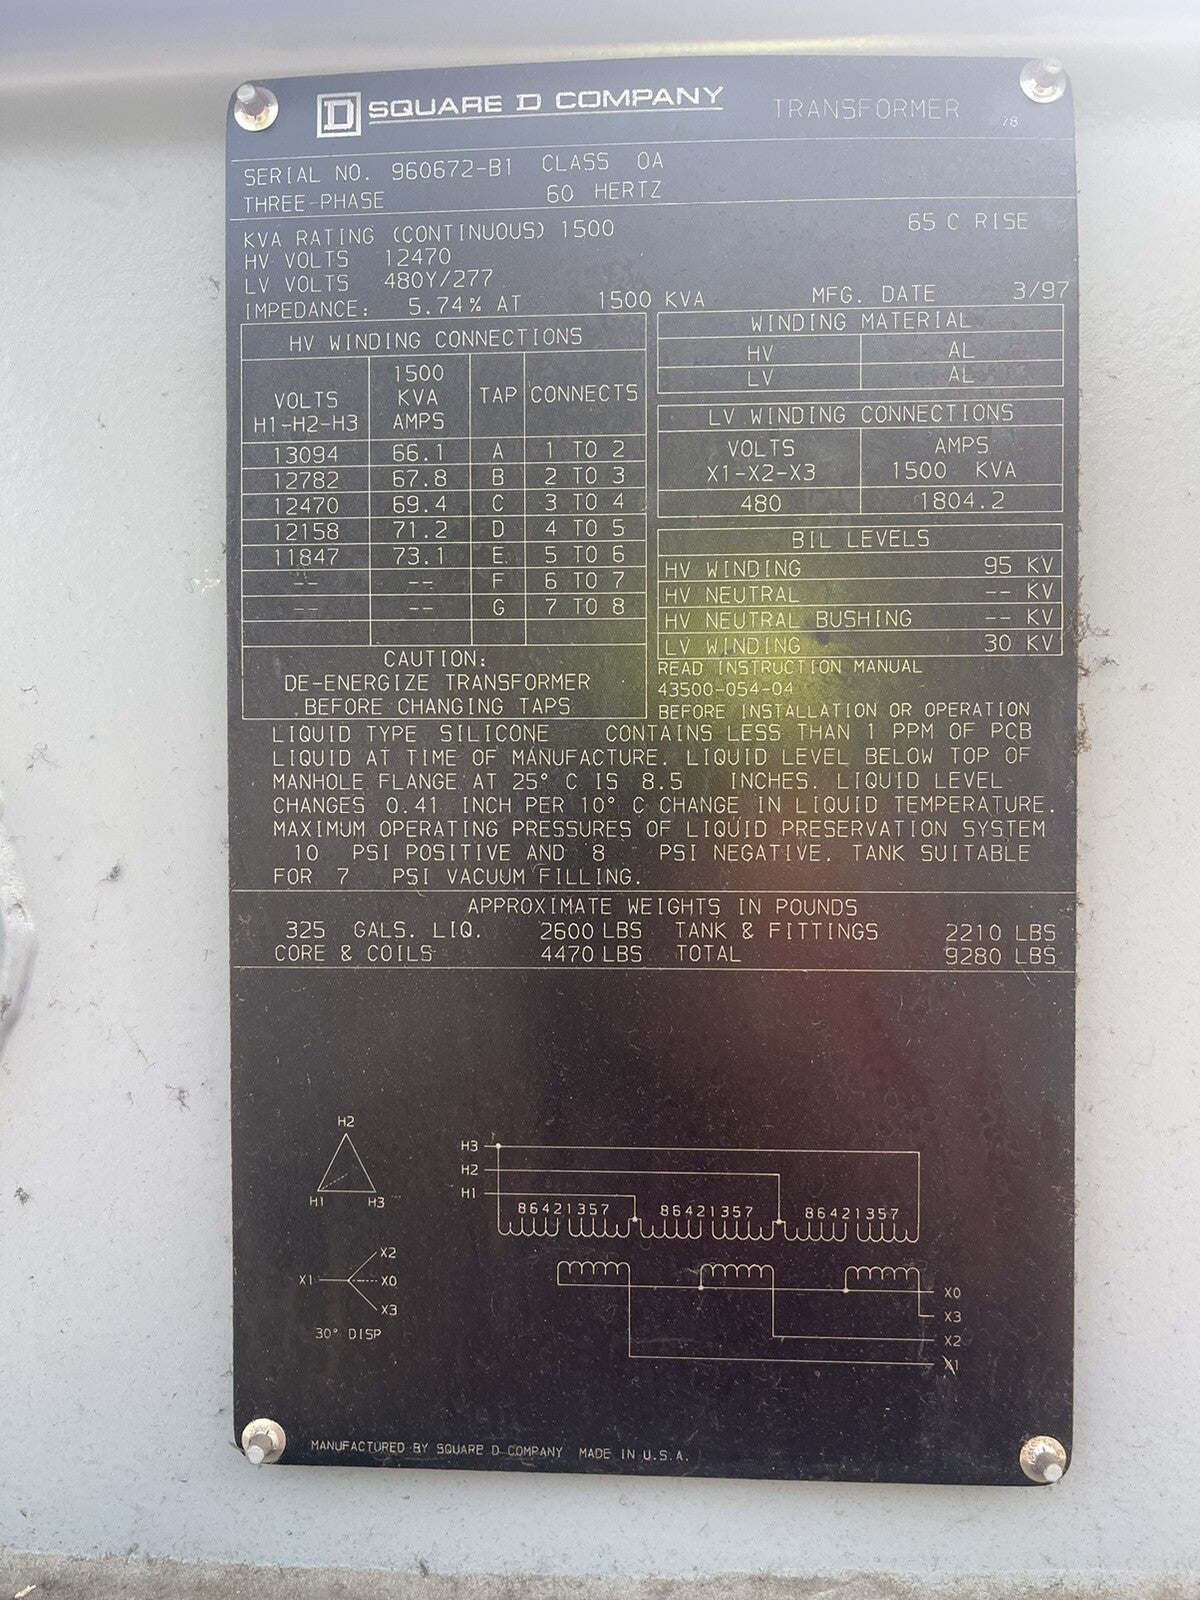 D SQUARE D COMPANY TRANSFORMER 28
SERIAL NO. 960672-B1 CLASS OA
THREE-PHASE 60 HERTZ
KVA RATING (CONTINUOUS) 1500 65 C RISE
HV VOLTS 12470
LV VOLTS 480Y/277
IMPEDANCE: 5.74% AT 1500 KVA MFG. DATE 3/97
HV WINDING CONNECTIONS
VOLTS H1-H2-H3 1500 KVA AMPS TAP CONNECTS
13094 66.1 A 1 TO 2
12782 67.8 B 2 TO 3
12470 69.4 C 3 TO 4
12158 71.2 D 4 TO 5
11847 73.1 E 5 TO 6
-- -- F 6 TO 7
-- -- G 7 TO 8
CAUTION:
DE-ENERGIZE TRANSFORMER
BEFORE CHANGING TAPS
WINDING MATERIAL
HV AL
LV AL
LV WINDING CONNECTIONS
VOLTS AMPS
X1-X2-X3 1500 KVA
480 1804.2
BIL LEVELS
HV WINDING 95 KV
HV NEUTRAL -- KV
HV NEUTRAL BUSHING -- KV
LV WINDING 30 KV
READ INSTRUCTION MANUAL
43500-054-04
BEFORE INSTALLATION OR OPERATION
LIQUID TYPE SILICONE CONTAINS LESS THAN 1 PPM OF PCB
LIQUID AT TIME OF MANUFACTURE. LIQUID LEVEL BELOW TOP OF
MANHOLE FLANGE AT 25° C IS 8.5 INCHES. LIQUID LEVEL
CHANGES 0.41 INCH PER 10° C CHANGE IN LIQUID TEMPERATURE.
MAXIMUM OPERATING PRESSURES OF LIQUID PRESERVATION SYSTEM
10 PSI POSITIVE AND 8 PSI NEGATIVE. TANK SUITABLE
FOR 7 PSI VACUUM FILLING.
APPROXIMATE WEIGHTS IN POUNDS
325 GALS. LIQ. 2600 LBS TANK & FITTINGS 2210 LBS
CORE & COILS 4470 LBS TOTAL 9280 LBS
H2
H1 H3
X2
X1 X0
X3
30° DISP
H3
H2
H1
86421357 86421357 86421357
X0
X3
X2
X1
MANUFACTURED BY SQUARE D COMPANY MADE IN U.S.A.